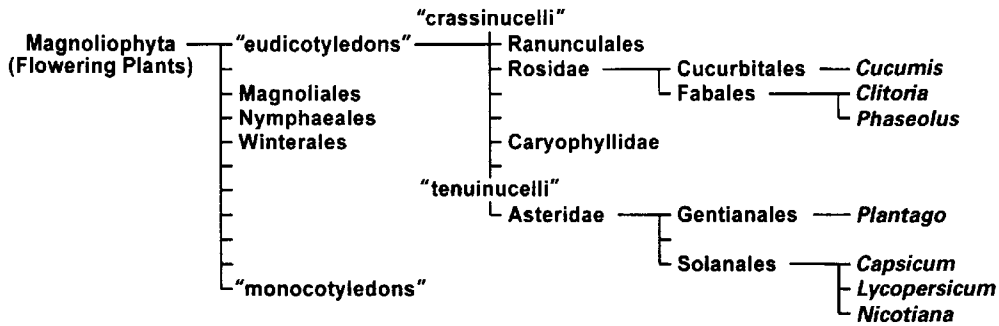 "crassinucelli"
Magnoliophyta "eudicotyledons" Ranunculales
(Flowering Plants) Rosidae Cucurbitales Cucumis
Magnoliales Fabales Clitoria
Nymphaeales Phaseolus
Winterales Caryophyllidae
"tenuinucelli"
Asteridae Gentianales Plantago
Solanales Capsicum
"monocotyledons" Lycopersicum
Nicotiana